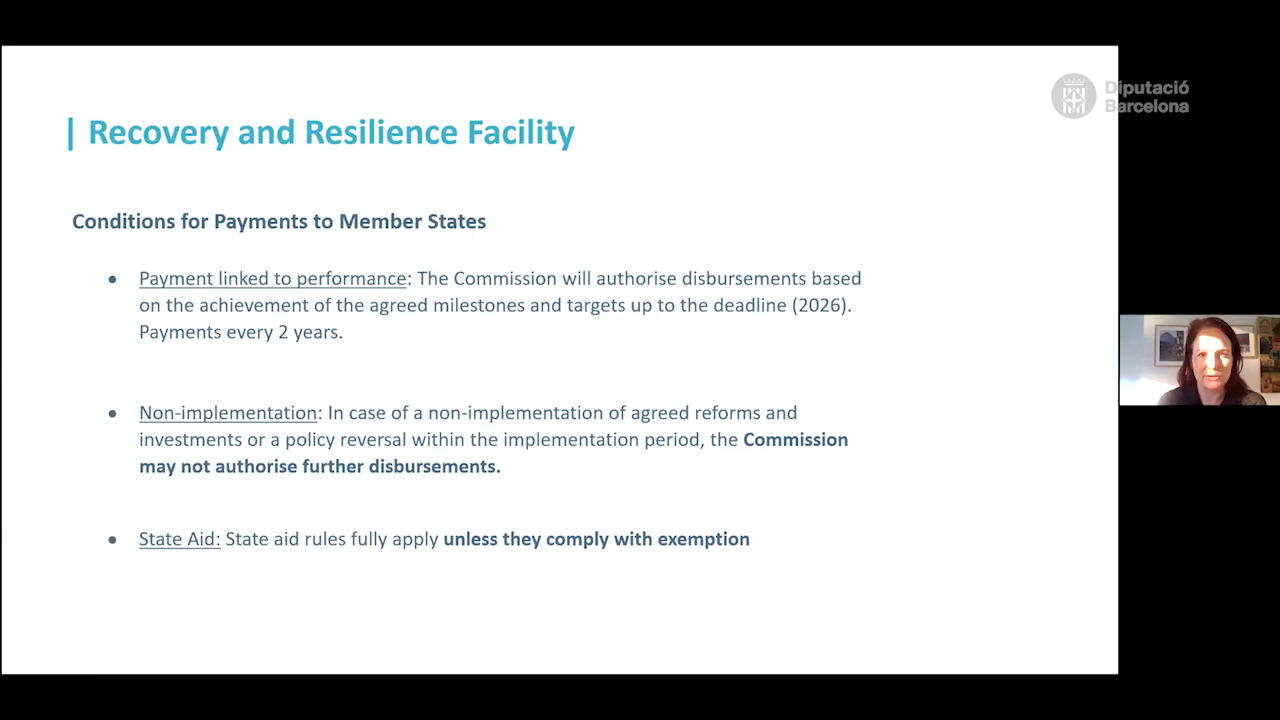 Diputació
Barcelona
| Recovery and Resilience Facility
Conditions for Payments to Member States
● Payment linked to performance: The Commission will authorise disbursements based
on the achievement of the agreed milestones and targets up to the deadline (2026).
Payments every 2 years.
● Non-implementation: In case of a non-implementation of agreed reforms and
investments or a policy reversal within the implementation period, the Commission
may not authorise further disbursements.
● State Aid: State aid rules fully apply unless they comply with exemption